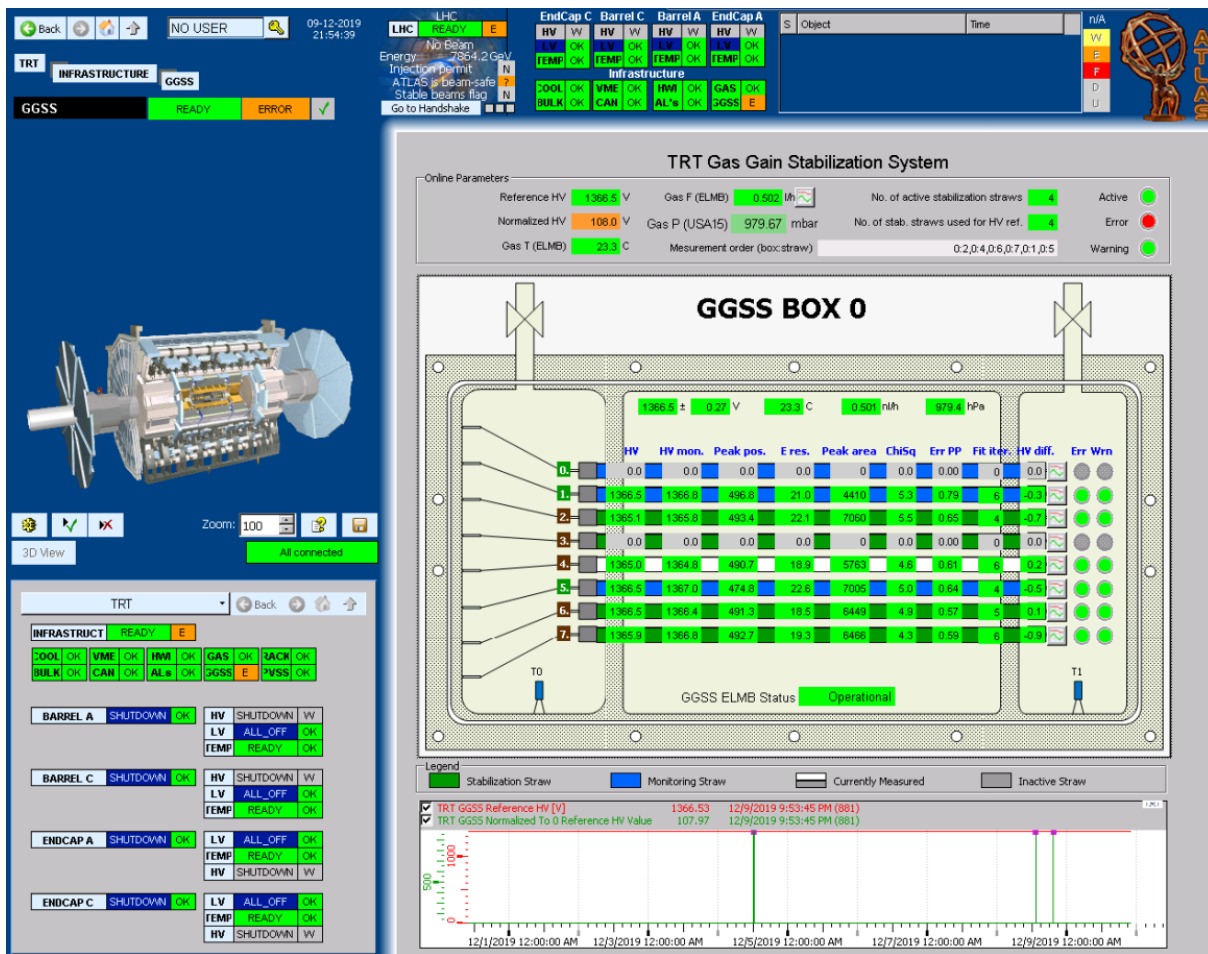 Back
NO USER
09-12-2019
21:54:39
TRT
INFRASTRUCTURE
GGSS
GGSS READY ERROR
LHC
LHC READY E
No Beam
Energy 7864.2 GeV
Injection permit N
ATLAS is beam-safe ?
Stable beams flag N
Go to Handshake
EndCap C Barrel C Barrel A EndCap A
HV W HV W HV W HV W
LV OK LV OK LV OK LV OK
TEMP OK TEMP OK TEMP OK TEMP OK
Infrastructure
COOL OK VME OK HWI OK GAS OK
BULK OK CAN OK AL's OK GGSS E
S Object Time
n/A
W
E
F
D
U
ATLAS
TRT Gas Gain Stabilization System
Online Parameters
Reference HV 1366.5 V Gas F (ELMB) 0.502 l/h No. of active stabilization straws 4 Active
Normalized HV 108.0 V Gas P (USA15) 979.67 mbar No. of stab. straws used for HV ref. 4 Error
Gas T (ELMB) 23.3 C Mesurement order (box:straw) 0:2,0:4,0:6,0:7,0:1,0:5 Warning
GGSS BOX 0
1366.5 ± 0.27 V 23.3 C 0.501 nl/h 979.4 hPa
HV HV mon. Peak pos. E res. Peak area ChiSq Err PP Fit iter. HV diff. Err Wrn
0. 0.0 0.0 0.0 0.0 0 0.0 0.00 0 0.0
1. 1366.5 1366.8 496.8 21.0 4410 5.3 0.79 6 -0.3
2. 1365.1 1365.8 493.4 22.1 7060 5.5 0.65 4 -0.7
3. 0.0 0.0 0.0 0.0 0 0.0 0.00 0 0.0
4. 1365.0 1364.8 490.7 18.9 5763 4.6 0.61 6 0.2
5. 1366.5 1367.0 474.8 22.6 7005 5.0 0.64 4 -0.5
6. 1366.5 1366.4 491.3 18.5 6449 4.9 0.57 5 0.1
7. 1365.9 1366.8 492.7 19.3 6466 4.3 0.59 6 -0.9
T0
T1
GGSS ELMB Status Operational
Legend
Stabilization Straw Monitoring Straw Currently Measured Inactive Straw
TRT GGSS Reference HV [V] 1366.53 12/9/2019 9:53:45 PM (881)
TRT GGSS Normalized To 0 Reference HV Value 107.97 12/9/2019 9:53:45 PM (881)
1000
500
0
12/1/2019 12:00:00 AM 12/3/2019 12:00:00 AM 12/5/2019 12:00:00 AM 12/7/2019 12:00:00 AM 12/9/2019 12:00:00 AM
Zoom: 100
3D View
All connected
TRT
Back
INFRASTRUCT READY E
COOL OK VME OK HWI OK GAS OK RACK OK
BULK OK CAN OK ALs OK GGSS E PVSS OK
BARREL A SHUTDOWN OK HV SHUTDOWN W
LV ALL_OFF OK
TEMP READY OK
BARREL C SHUTDOWN OK HV SHUTDOWN W
LV ALL_OFF OK
TEMP READY OK
ENDCAP A SHUTDOWN OK LV ALL_OFF OK
TEMP READY OK
HV SHUTDOWN W
ENDCAP C SHUTDOWN OK LV ALL_OFF OK
TEMP READY OK
HV SHUTDOWN W